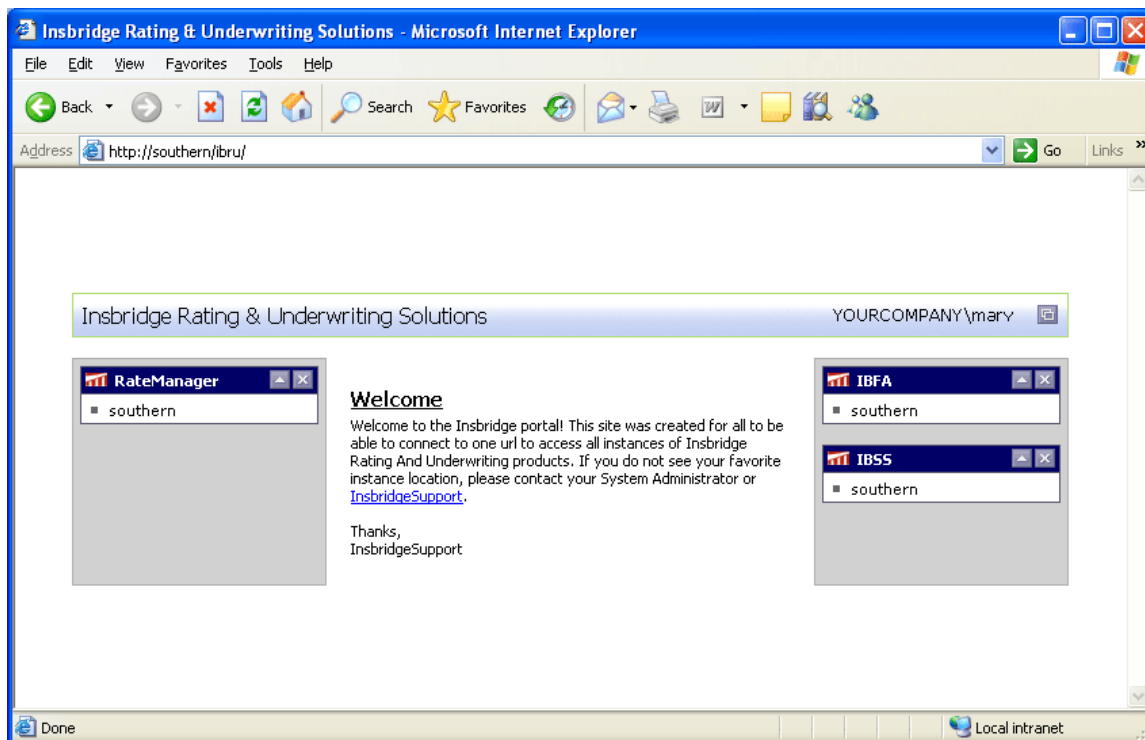 Insbridge Rating & Underwriting Solutions - Microsoft Internet Explorer
File Edit View Favorites Tools Help
Back Search Favorites
Address http://southern/ibru/ Go Links »
Insbridge Rating & Underwriting Solutions YOURCOMPANY\mary
RateManager
southern
Welcome
Welcome to the Insbridge portal! This site was created for all to be
able to connect to one url to access all instances of Insbridge
Rating And Underwriting products. If you do not see your favorite
instance location, please contact your System Administrator or
InsbridgeSupport.
Thanks,
InsbridgeSupport
IBFA
southern
IBSS
southern
Done Local intranet